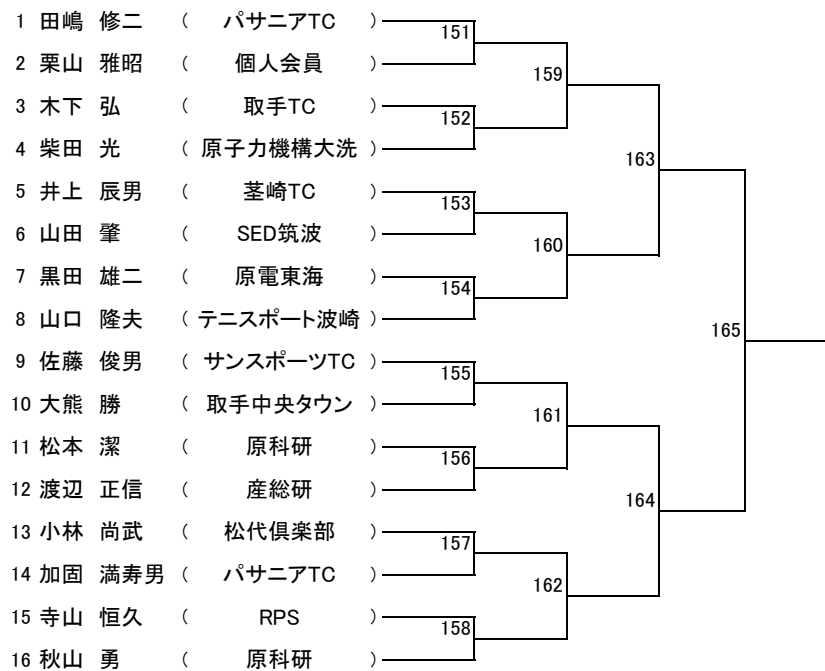 1 田嶋 修二 ( パサニアTC )
151
2 栗山 雅昭 ( 個人会員 )
159
3 木下 弘 ( 取手TC )
152
4 柴田 光 ( 原子力機構大洗 )
163
5 井上 辰男 ( 茎崎TC )
153
6 山田 肇 ( SED筑波 )
160
7 黒田 雄二 ( 原電東海 )
154
8 山口 隆夫 ( テニスポート波崎 )
165
9 佐藤 俊男 ( サンスポーツTC )
155
10 大熊 勝 ( 取手中央タウン )
161
11 松本 潔 ( 原科研 )
156
12 渡辺 正信 ( 産総研 )
164
13 小林 尚武 ( 松代倶楽部 )
157
14 加固 満寿男 ( パサニアTC )
162
15 寺山 恒久 ( RPS )
158
16 秋山 勇 ( 原科研 )